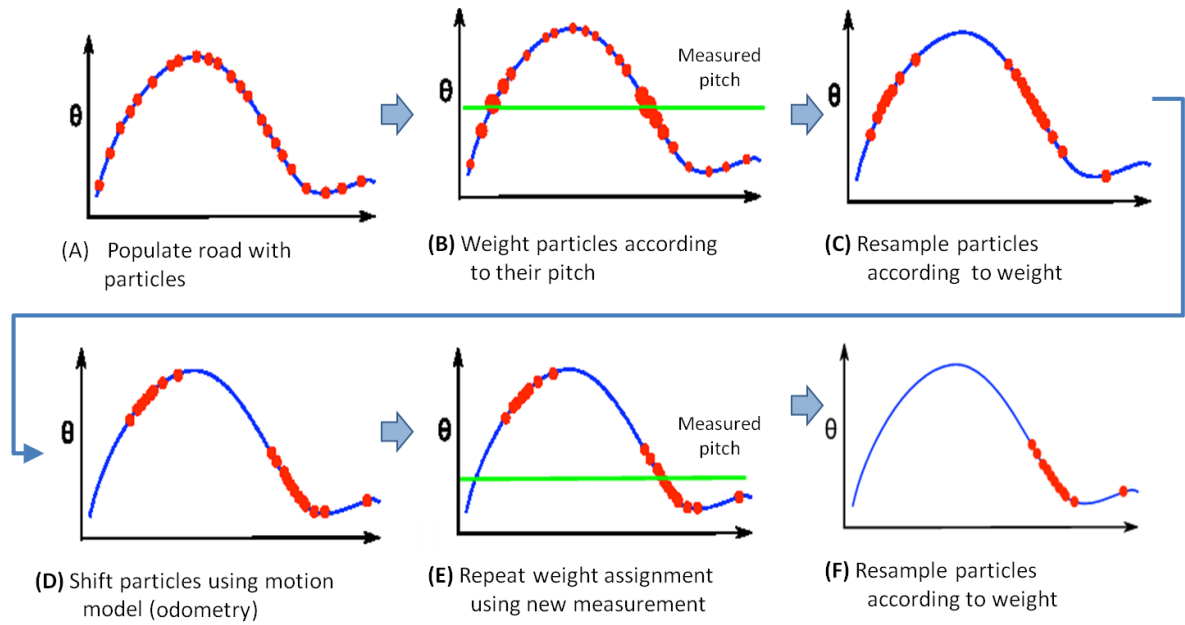 θ
(A) Populate road with
particles
θ
Measured
pitch
(B) Weight particles according
to their pitch
θ
(C) Resample particles
according to weight
θ
(D) Shift particles using motion
model (odometry)
θ
Measured
pitch
(E) Repeat weight assignment
using new measurement
θ
(F) Resample particles
according to weight